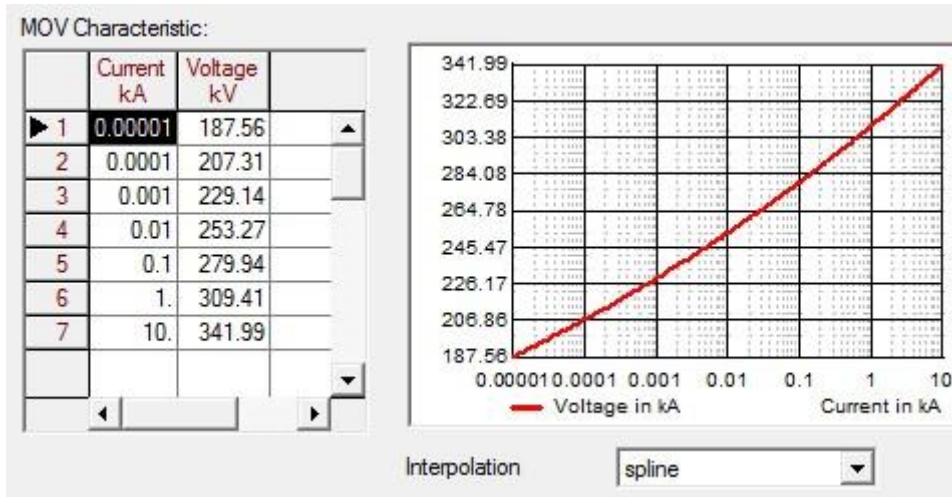 MOV Characteristic:
Current kA Voltage kV
1 0.00001 187.56
2 0.0001 207.31
3 0.001 229.14
4 0.01 253.27
5 0.1 279.94
6 1. 309.41
7 10. 341.99
341.99
322.69
303.38
284.08
264.78
245.47
226.17
206.86
187.56
0.00001 0.0001 0.001 0.01 0.1 1 10
Voltage in kA Current in kA
Interpolation spline